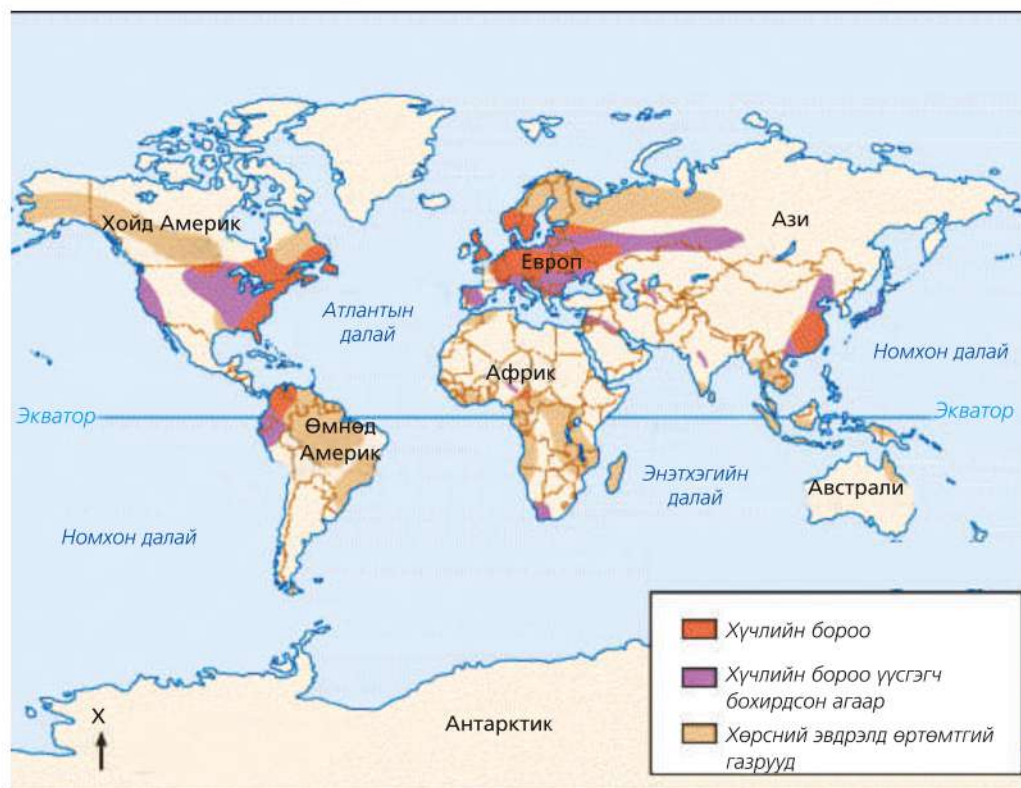 Хойд Америк
Ази
Европ
Атлантын
далай
Номхон далай
Африк
Экватор
Экватор
Өмнөд
Америк
Энэтхэгийн
далай
Австрали
Номхон далай
Хүчлийн бороо
Хүчлийн бороо үүсгэгч
бохирдсон агаар
Хөрсний эвдрэлд өртөмтгий
газрууд
Х
Антарктик